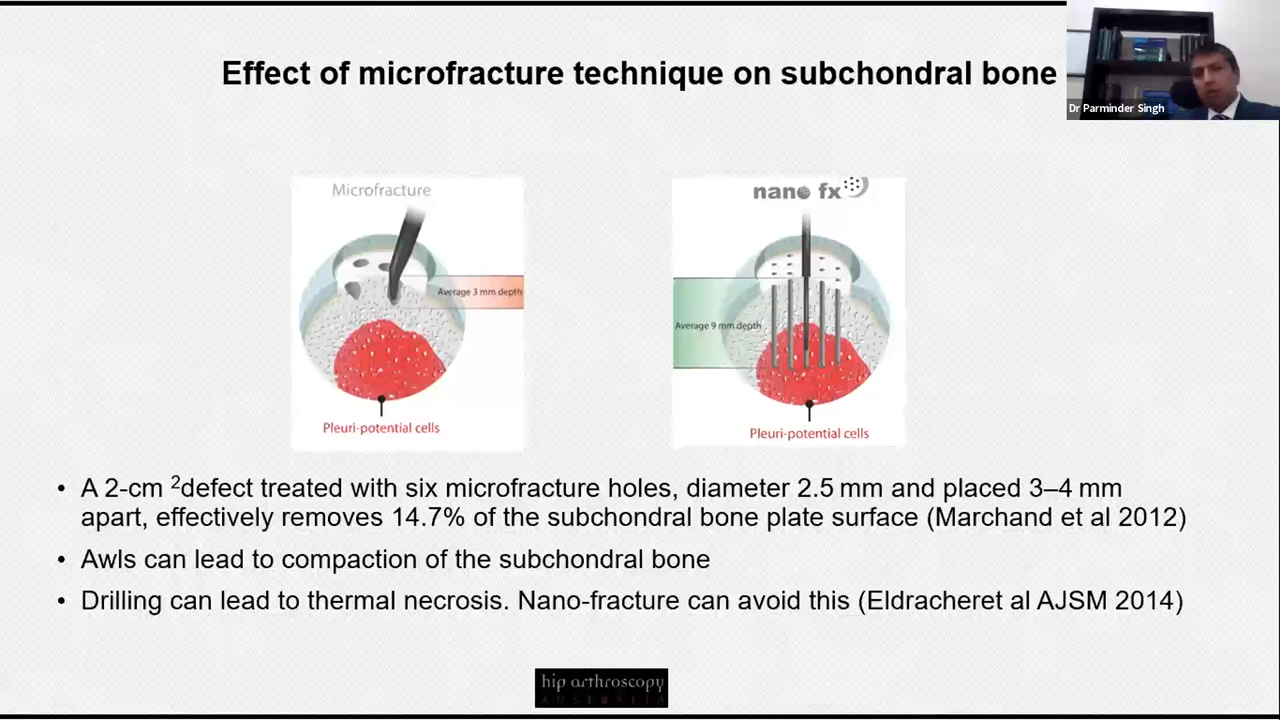 Effect of microfracture technique on subchondral bone
Dr Parminder Singh
Microfracture
Average 3 mm depth
Pleuri-potential cells
nano fx
Average 9 mm depth
Pleuri-potential cells
• A 2-cm ²defect treated with six microfracture holes, diameter 2.5 mm and placed 3–4 mm
apart, effectively removes 14.7% of the subchondral bone plate surface (Marchand et al 2012)
• Awls can lead to compaction of the subchondral bone
• Drilling can lead to thermal necrosis. Nano-fracture can avoid this (Eldracheret al AJSM 2014)
hip arthroscopy
AUSTRALIA